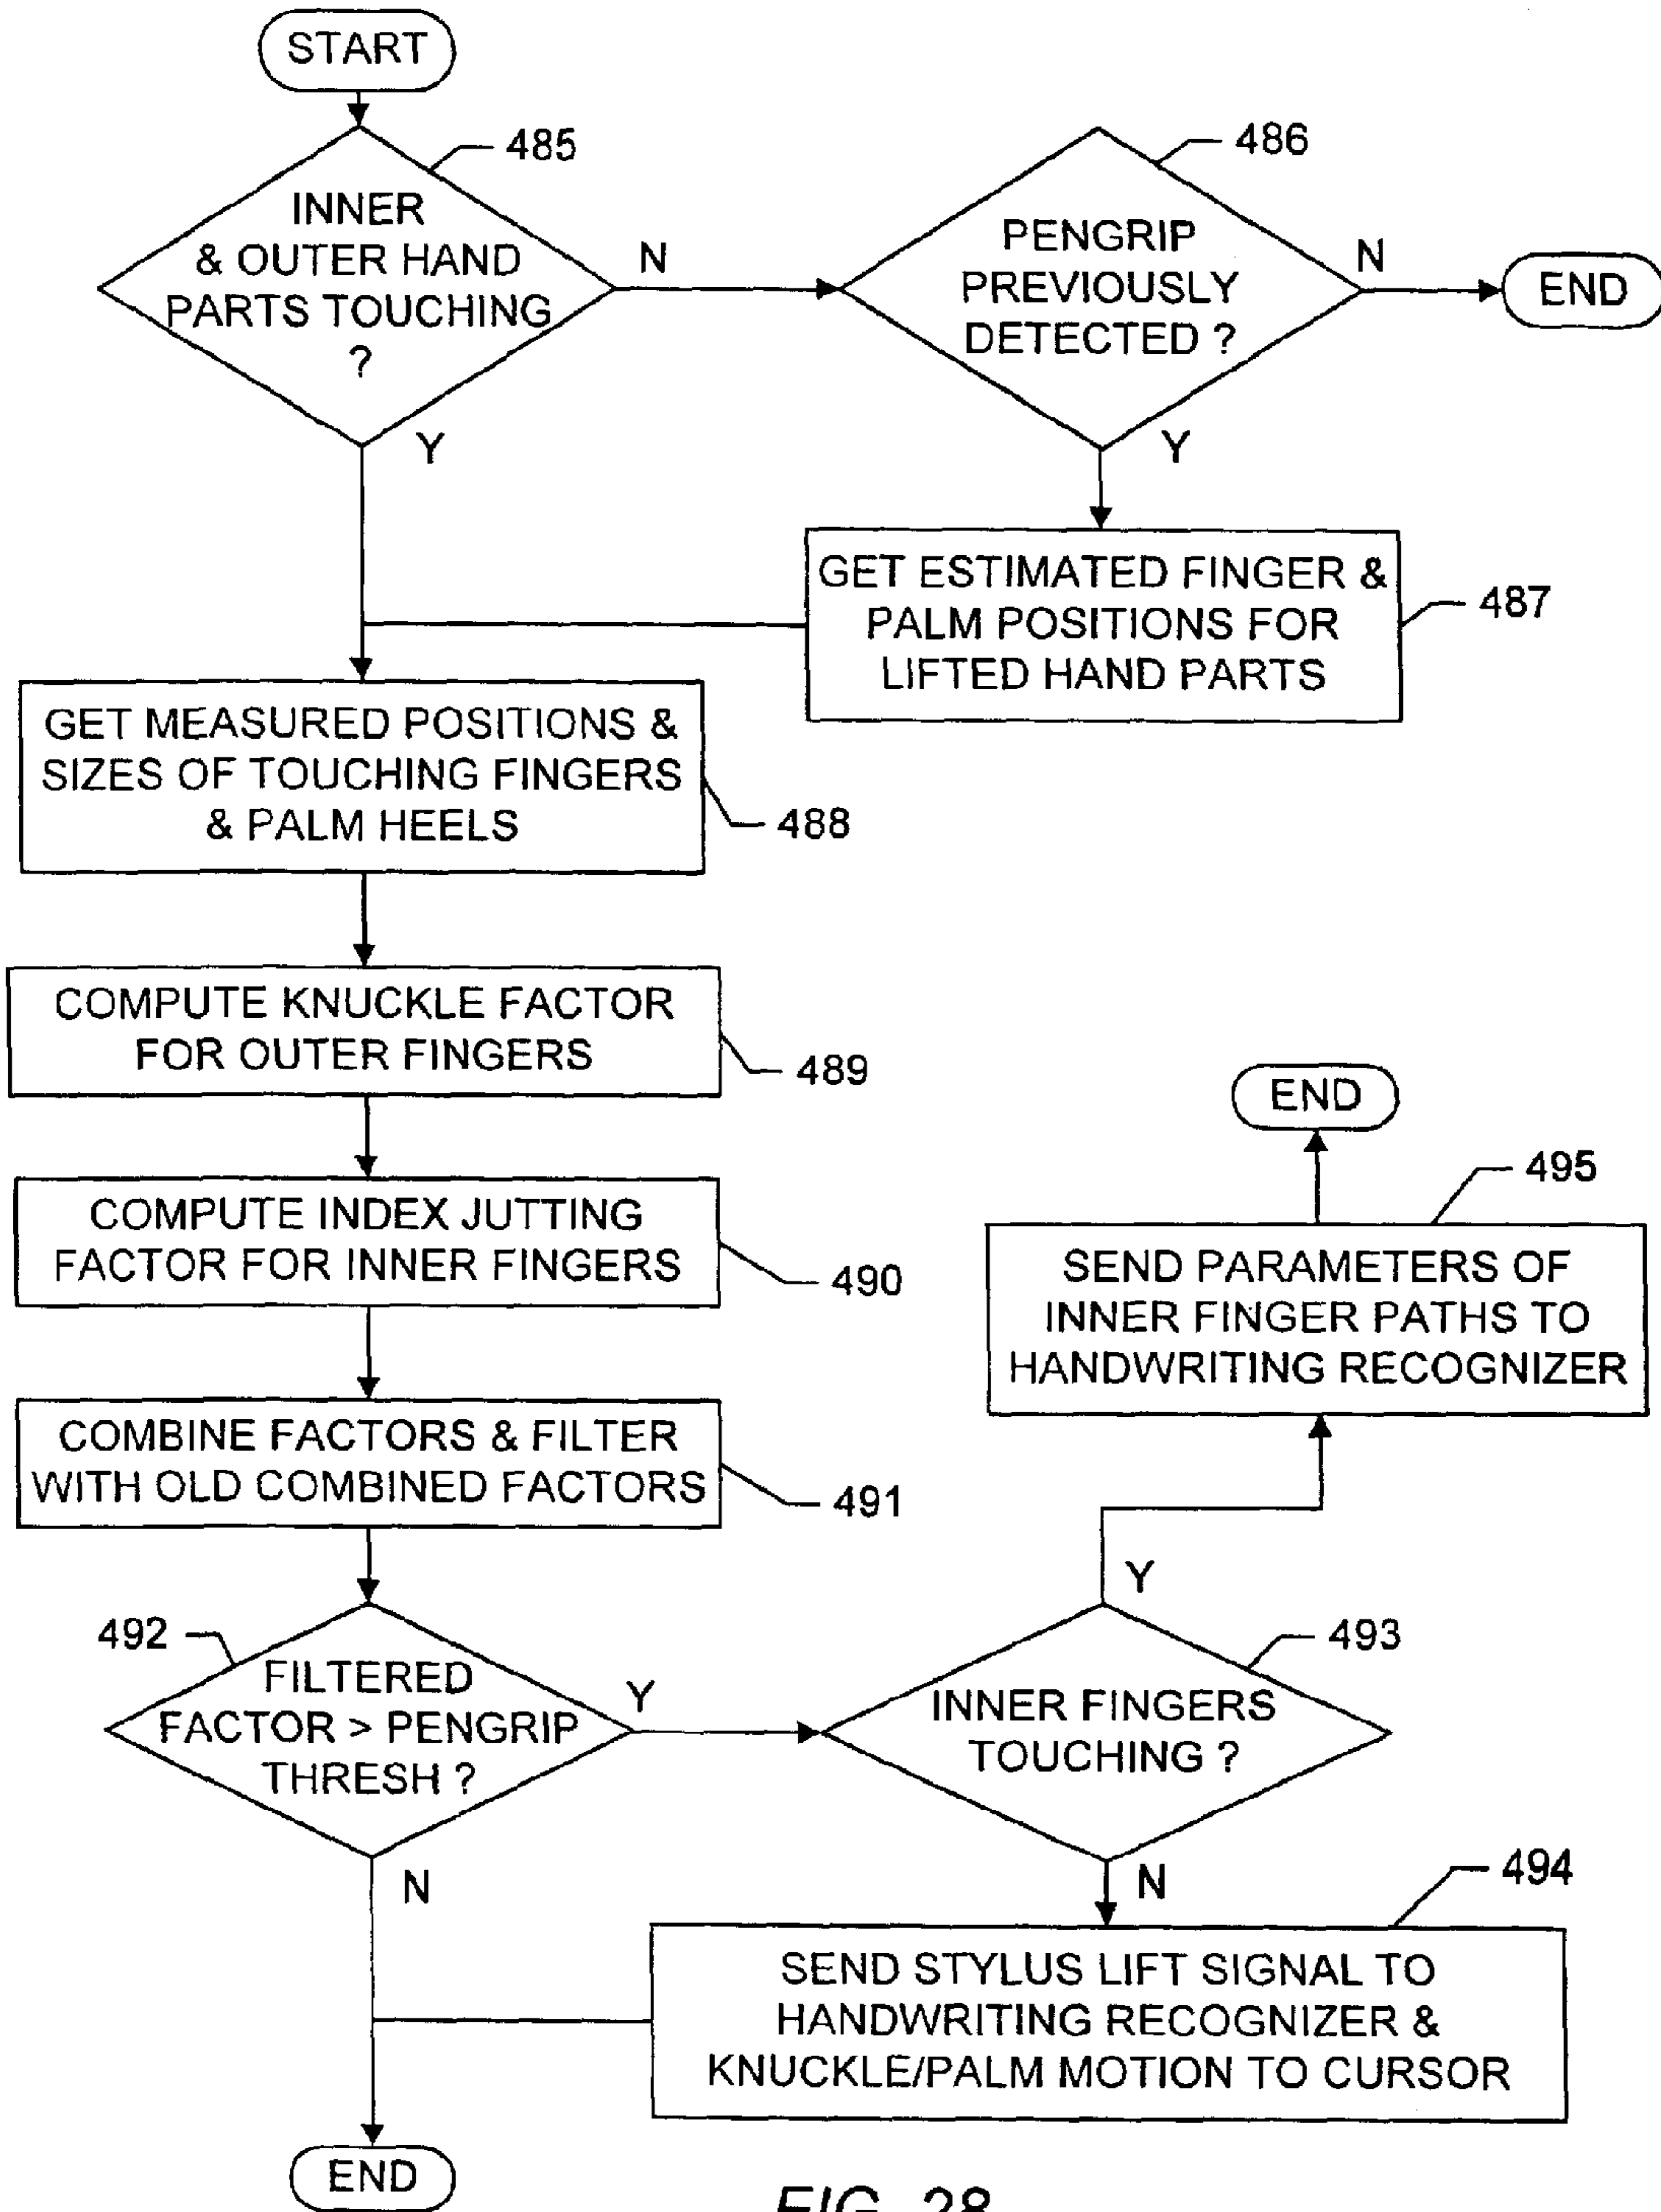 START
485
INNER
& OUTER HAND
PARTS TOUCHING
?
N
Y
486
PENGRIP
PREVIOUSLY
DETECTED ?
N
END
Y
GET ESTIMATED FINGER &
PALM POSITIONS FOR
LIFTED HAND PARTS
487
GET MEASURED POSITIONS &
SIZES OF TOUCHING FINGERS
& PALM HEELS
488
COMPUTE KNUCKLE FACTOR
FOR OUTER FINGERS
489
COMPUTE INDEX JUTTING
FACTOR FOR INNER FINGERS
490
COMBINE FACTORS & FILTER
WITH OLD COMBINED FACTORS
491
492
FILTERED
FACTOR > PENGRIP
THRESH ?
Y
N
END
495
SEND PARAMETERS OF
INNER FINGER PATHS TO
HANDWRITING RECOGNIZER
Y
493
INNER FINGERS
TOUCHING ?
N
494
SEND STYLUS LIFT SIGNAL TO
HANDWRITING RECOGNIZER &
KNUCKLE/PALM MOTION TO CURSOR
END
FIG. 28